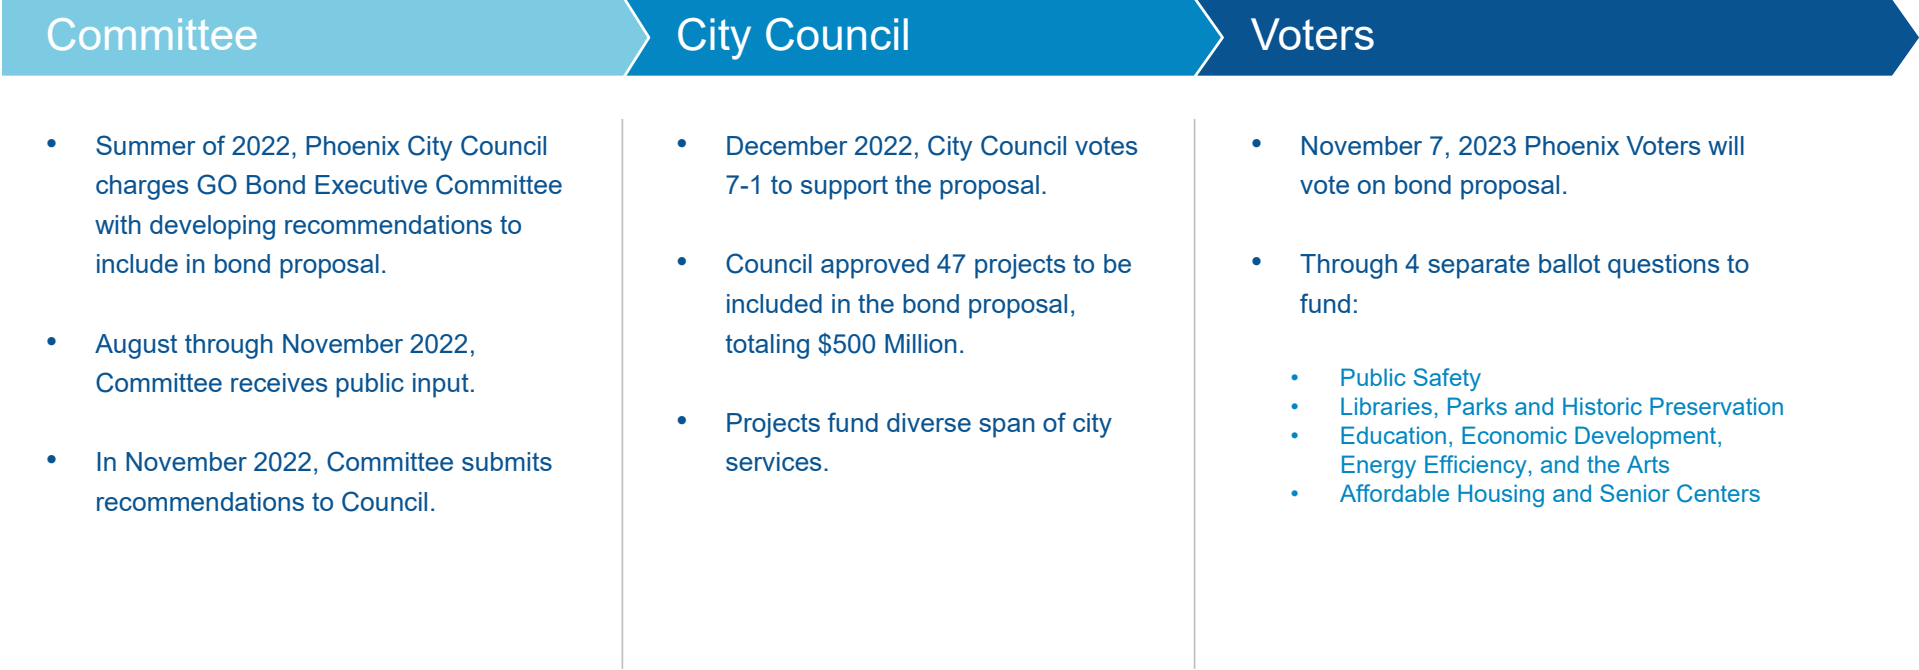 Committee
• Summer of 2022, Phoenix City Council
charges GO Bond Executive Committee
with developing recommendations to
include in bond proposal.
• August through November 2022,
Committee receives public input.
• In November 2022, Committee submits
recommendations to Council.
City Council
• December 2022, City Council votes
7-1 to support the proposal.
• Council approved 47 projects to be
included in the bond proposal,
totaling $500 Million.
• Projects fund diverse span of city
services.
Voters
• November 7, 2023 Phoenix Voters will
vote on bond proposal.
• Through 4 separate ballot questions to
fund:
• Public Safety
• Libraries, Parks and Historic Preservation
• Education, Economic Development,
Energy Efficiency, and the Arts
• Affordable Housing and Senior Centers